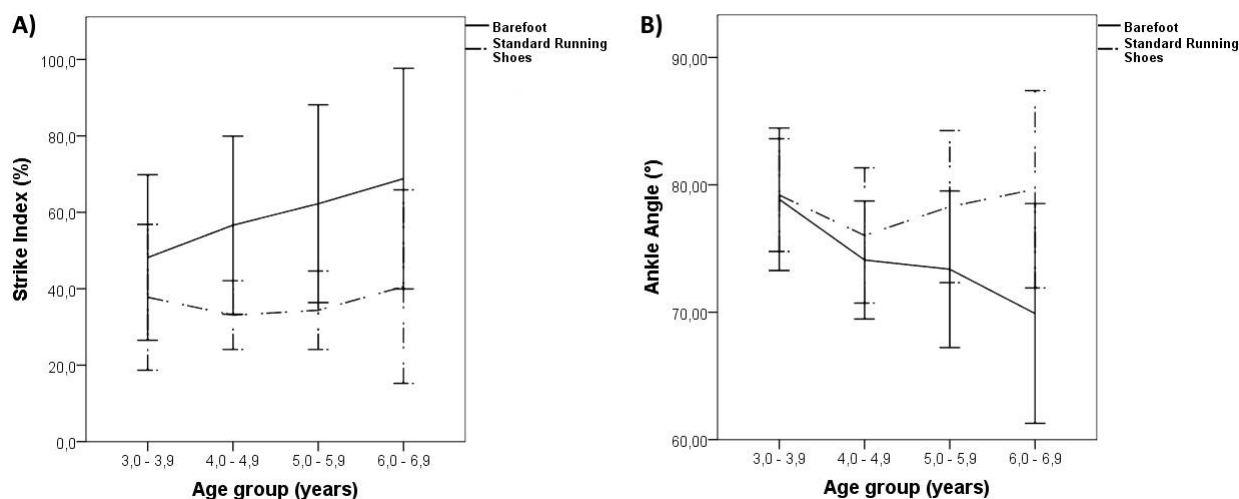 A)
Barefoot
Standard Running
Shoes
100,0
80,0
60,0
40,0
20,0
0,0
Strike Index (%)
3,0 - 3,9
4,0 - 4,9
5,0 - 5,9
6,0 - 6,9
Age group (years)
B)
Barefoot
Standard Running
Shoes
90,00
80,00
70,00
60,00
Ankle Angle (°)
3,0 - 3,9
4,0 - 4,9
5,0 - 5,9
6,0 - 6,9
Age group (years)